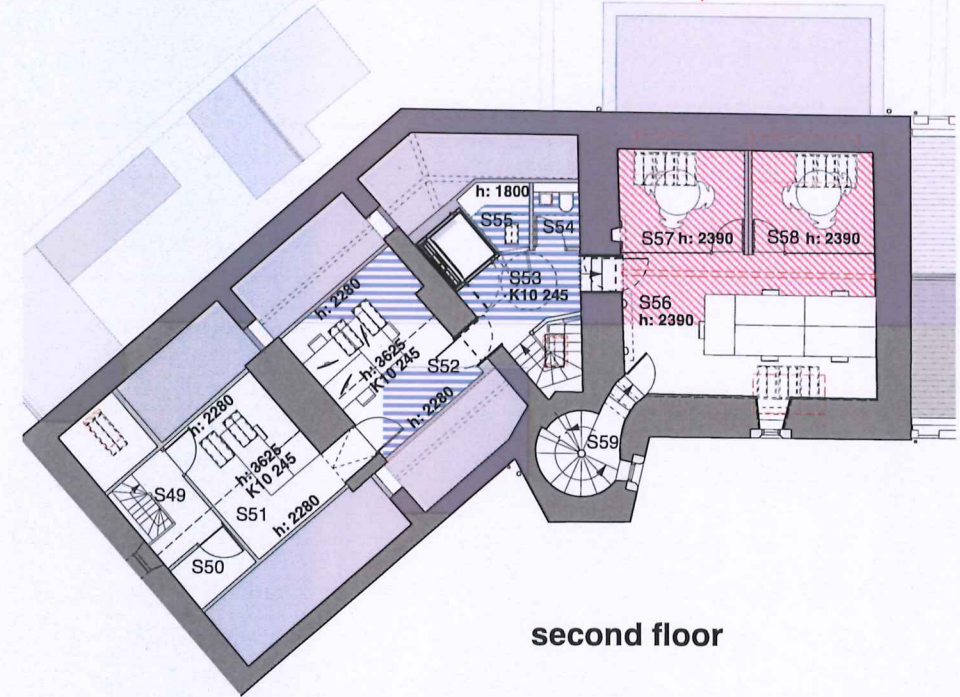 h: 1800
S55
S54
S57 h: 2390
S58 h: 2390
S53
K10 245
h: 2280
S56
h: 2390
h: 3625
K10 245
S52
h: 2280
h: 2280
h: 3625
K10 245
S59
S49
S51
h: 2280
S50
second floor